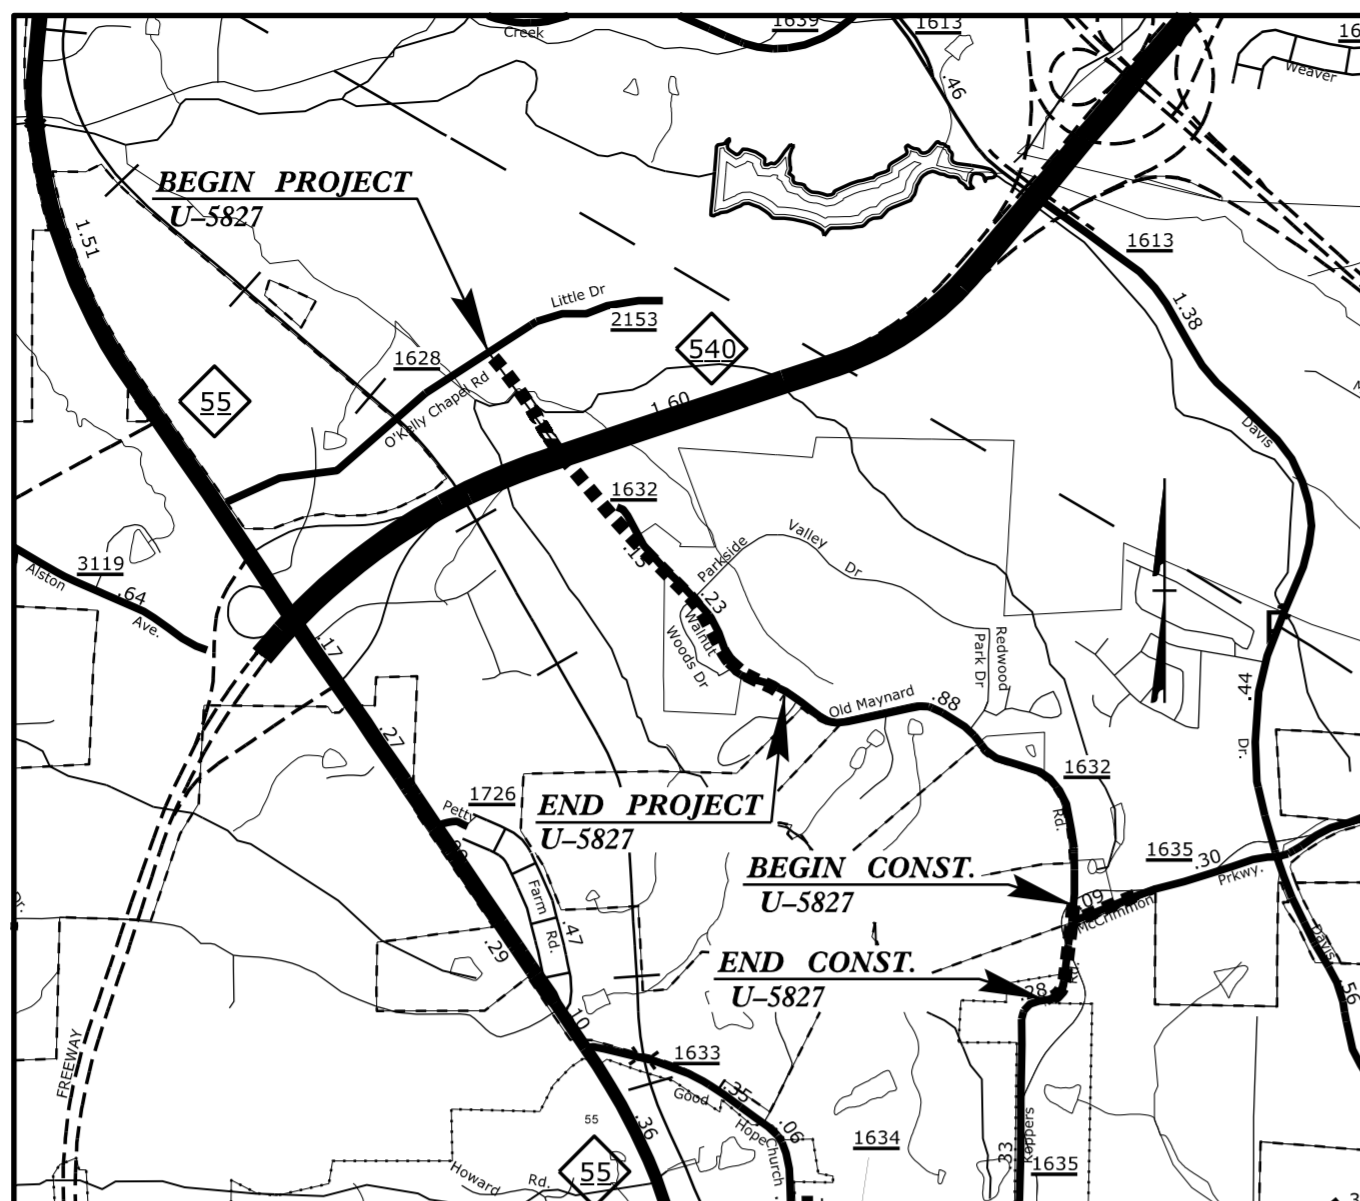 Creek
1639
1613
.46
Weaver
BEGIN PROJECT
U–5827
1.51
1613
Little Dr
2153
1.38
540
1628
55
O'Kelly Chapel Rd
1.60
Davis
1632
Valley
Parkside
Dr
3119
Alston
.64
Ave.
.23
Walnut
Woods Dr
.17
Redwood
Park Dr
Old Maynard
.88
.44
Dr.
.27
1632
1726
Petty
END PROJECT
U–5827
Rd.
1635
.30
Prkwy.
BEGIN CONST.
U–5827
.09
McCrimmon
Farm
Rd.
.47
.29
Davis
END CONST.
U–5827
.28
.56
.10
FREEWAY
1633
.35
Good
Hope
Church
.06
.36
55
1634
Koppers
.33
1635
Howard
Rd.
55